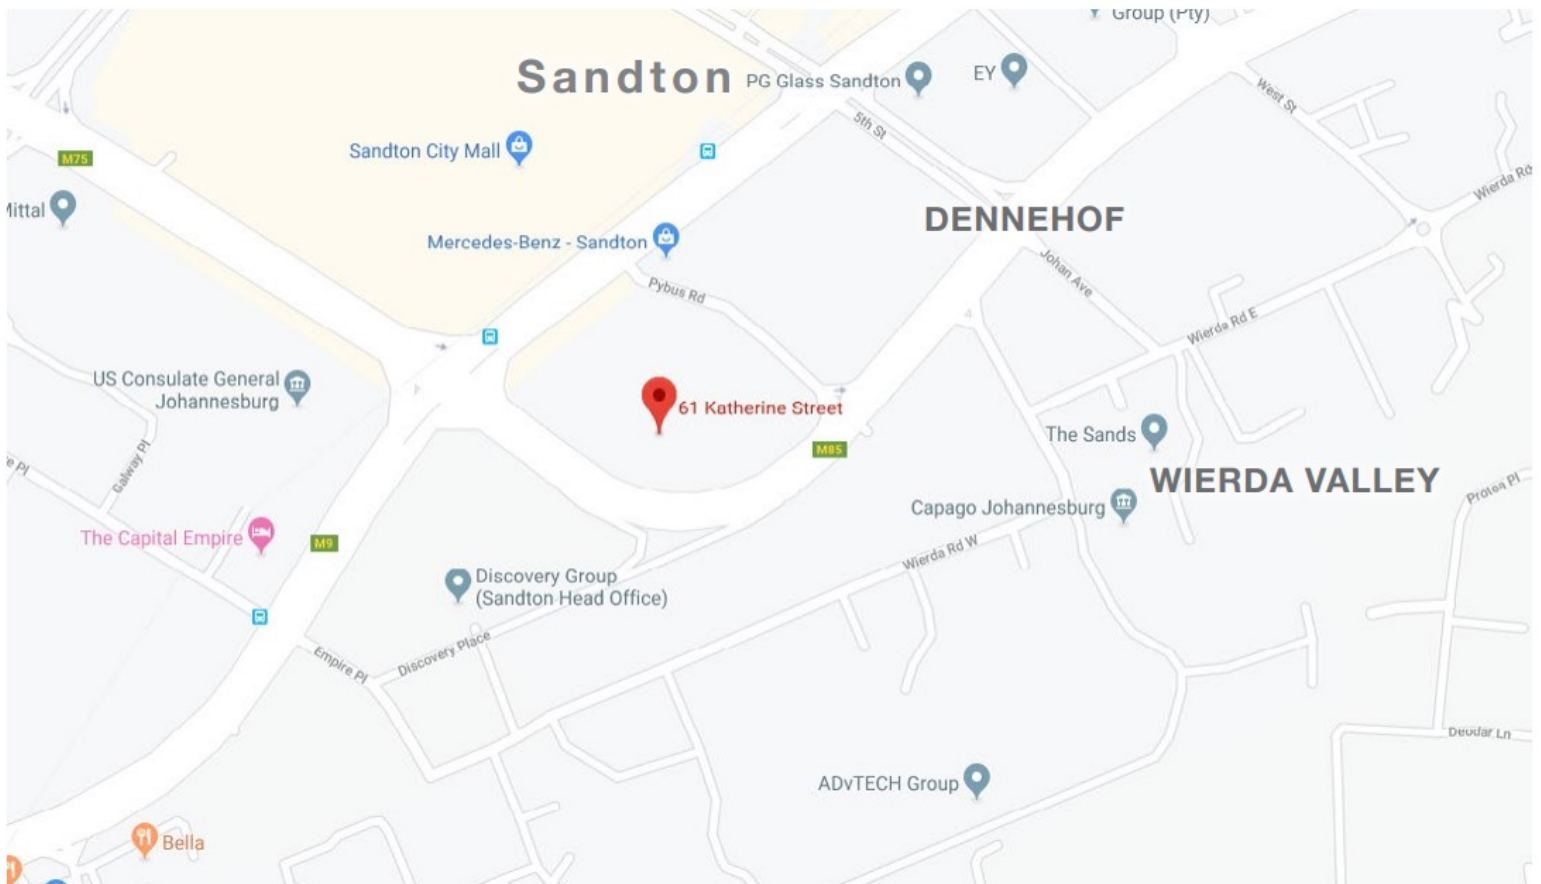 Group (Pty)
Sandton
PG Glass Sandton
EY
West St
5th St
Sandton City Mall
M75
Wierda Rd
Mittal
DENNEHOF
Mercedes-Benz - Sandton
Johan Ave
Pybus Rd
Wierda Rd E
US Consulate General
Johannesburg
61 Katherine Street
The Sands
M85
Galway Pl
e Pl
WIERDA VALLEY
Protea Pl
Capago Johannesburg
The Capital Empire
M9
Wierda Rd W
Discovery Group
(Sandton Head Office)
Discovery Place
Empire Pl
Deodar Ln
ADvTECH Group
Bella